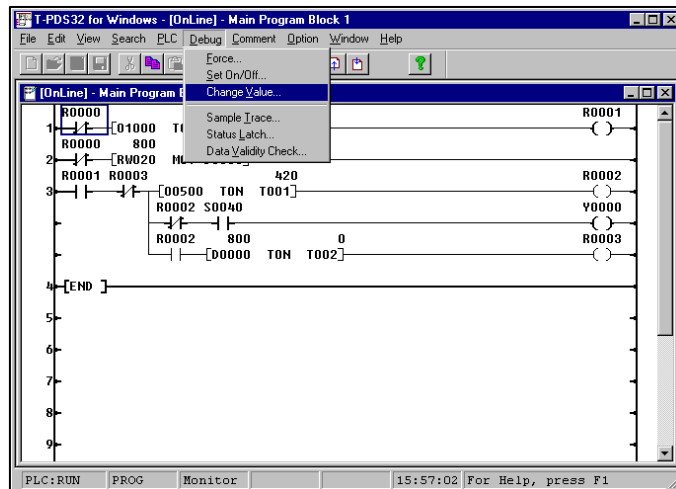 T-PDS32 for Windows - [OnLine] - Main Program Block 1
File Edit View Search PLC Debug Comment Option Window Help
Force...
Set On/Off...
Change Value...
Sample Trace...
Status Latch...
Data Validity Check...
[OnLine] - Main Program
R0000 R0001
1 [01000
R0000 800
2 [RW020
R0001 R0003 420 R0002
3 [00500 TON T001]
R0002 S0040 Y0000
R0002 800 0 R0003
[D0000 TON T002]
4 [END ]
5
6
7
8
9
PLC:RUN PROG Monitor 15:57:02 For Help, press F1